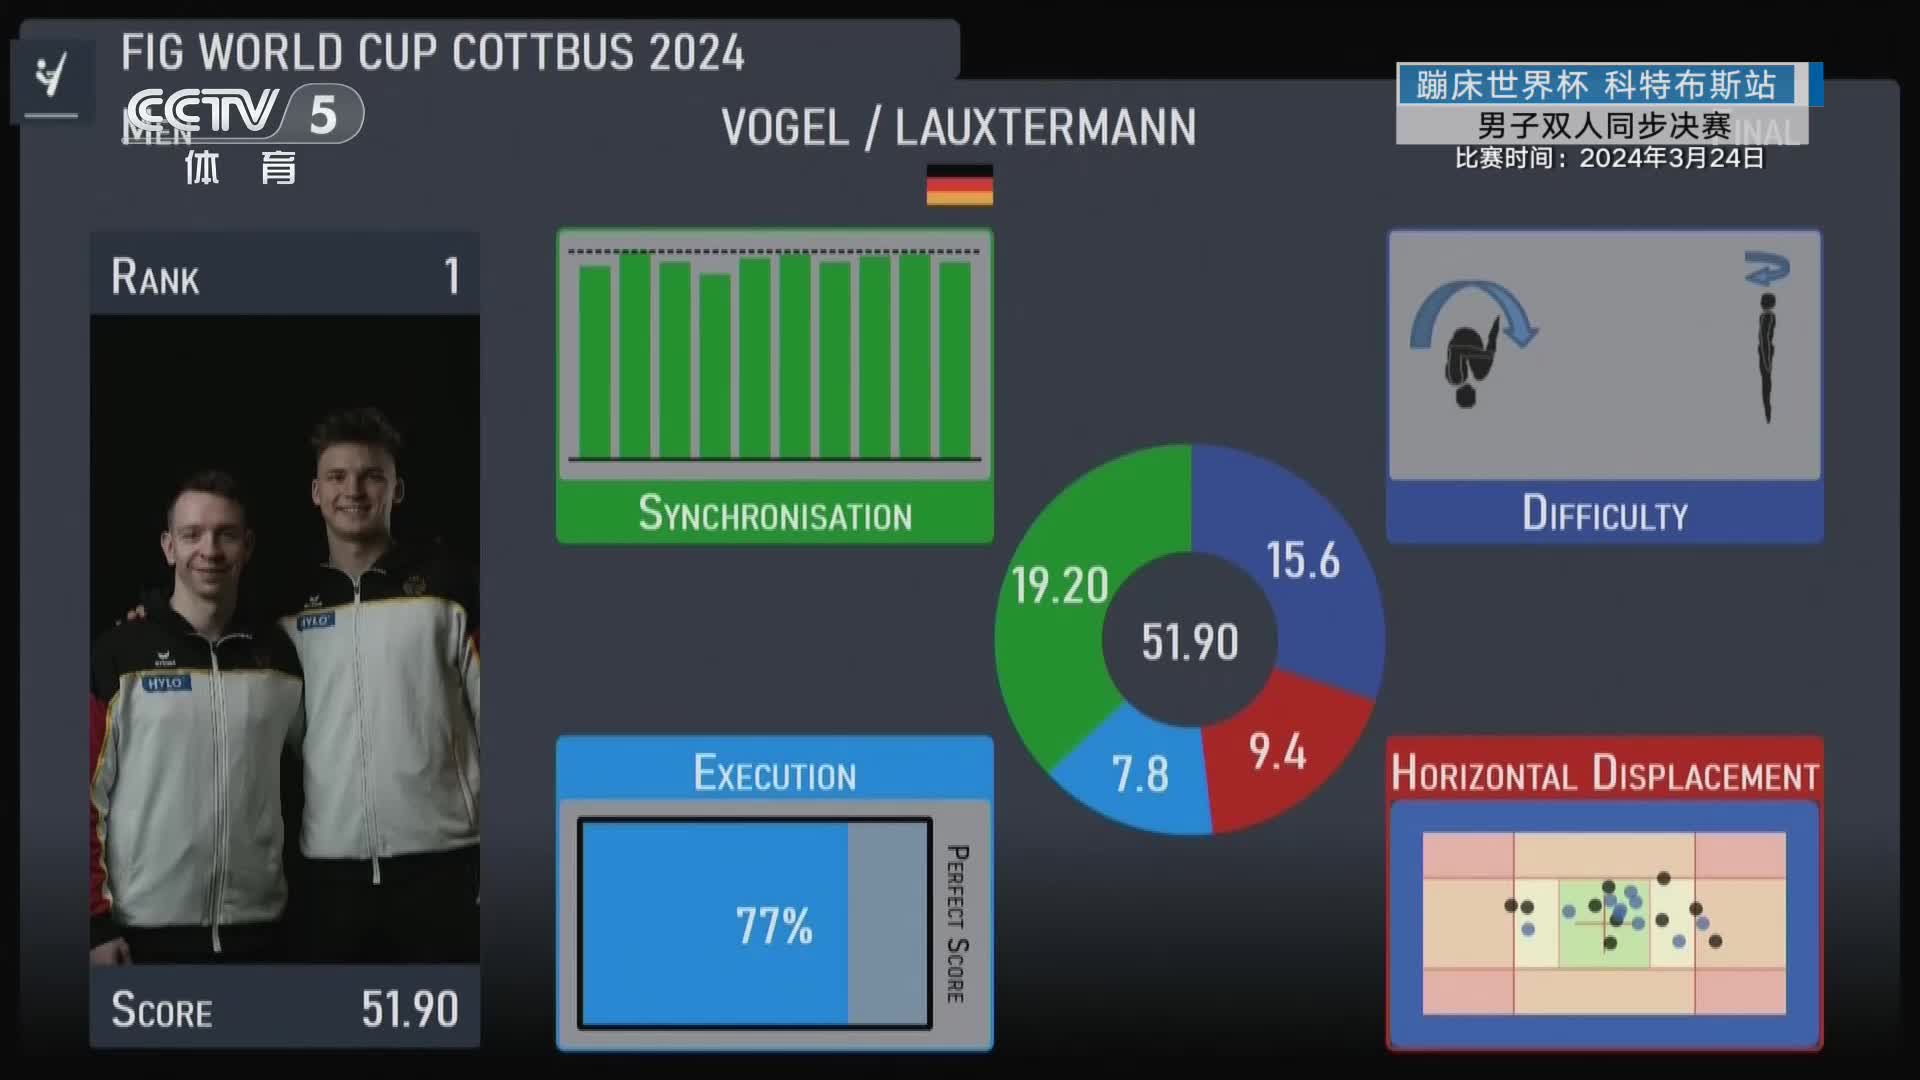 FIG WORLD CUP COTTBUS 2024
CCTV 5
体 育
MEN
VOGEL / LAUXTERMANN
蹦床世界杯 科特布斯站
男子双人同步决赛
FINAL
比赛时间：2024年3月24日
RANK 1
SYNCHRONISATION
DIFFICULTY
19.20
15.6
51.90
7.8
9.4
HYLO
HYLO
EXECUTION
77%
PERFECT SCORE
HORIZONTAL DISPLACEMENT
SCORE 51.90